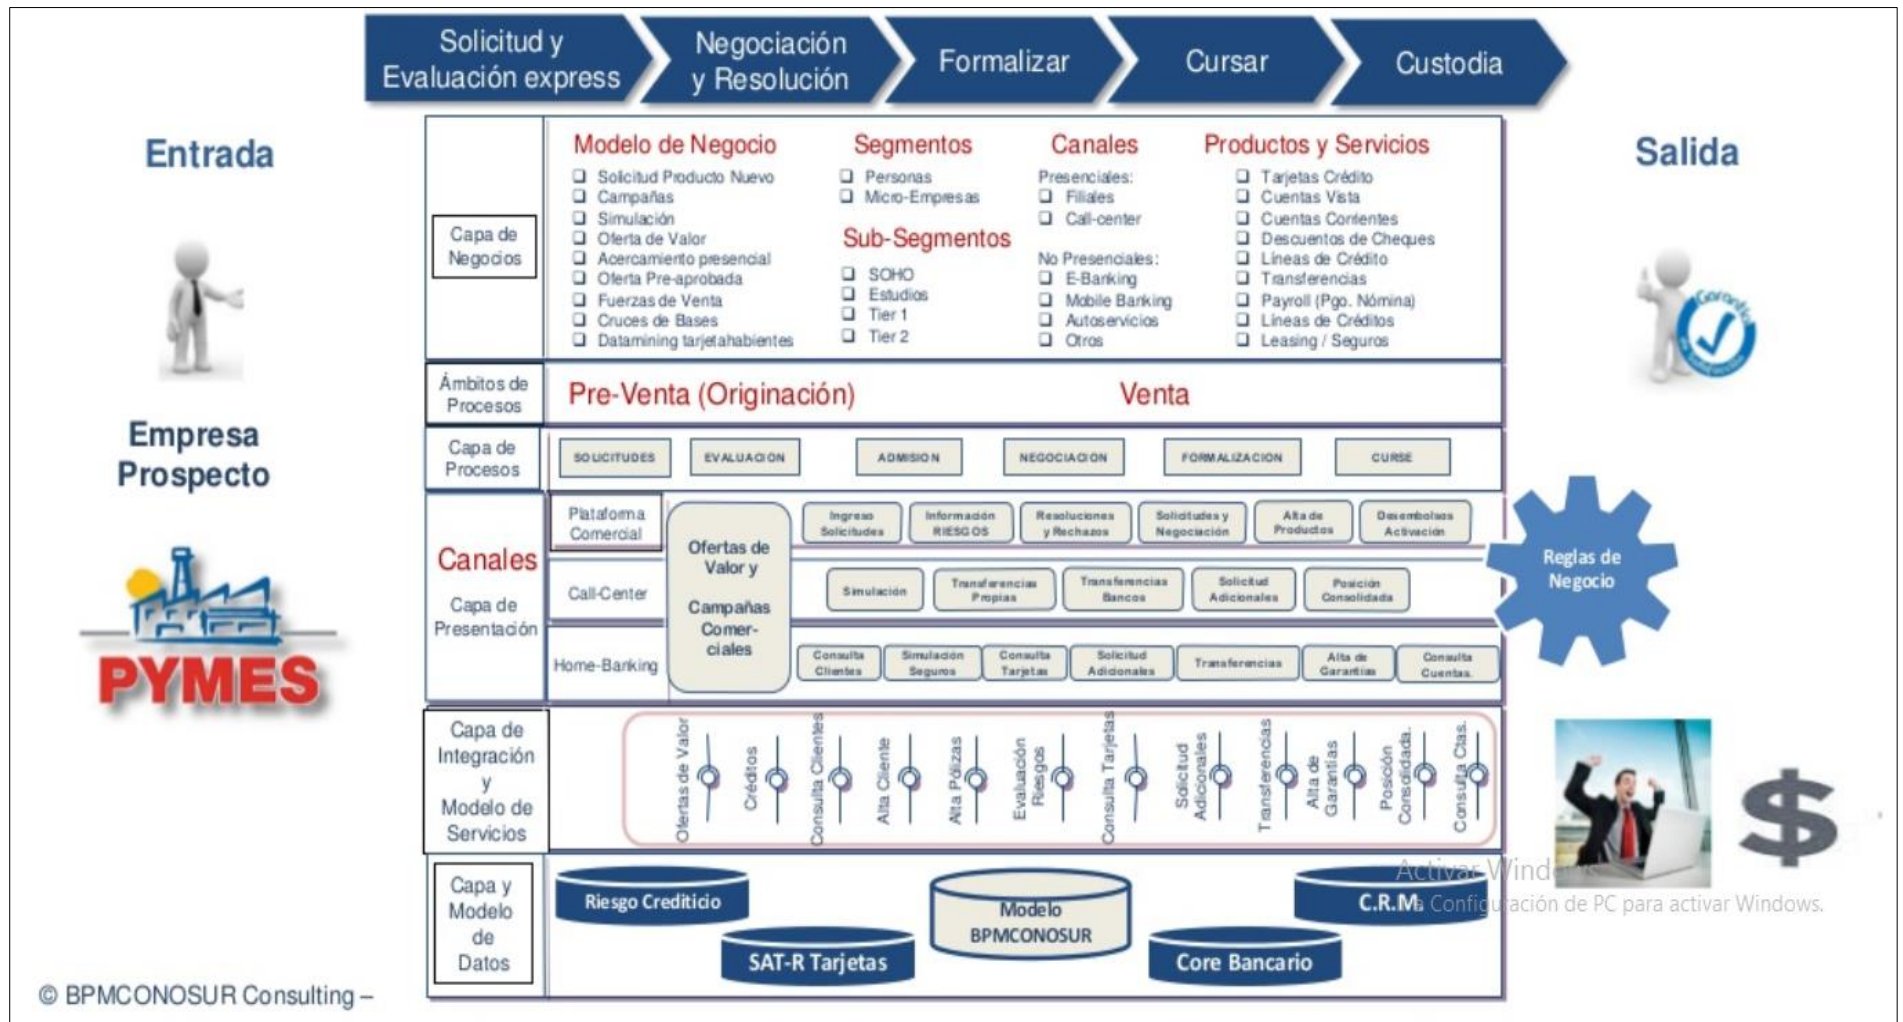 Solicitud y
Evaluación express
Negociación
y Resolución
Formalizar
Cursar
Custodia
Entrada
Empresa
Prospecto
PYMES
Capa de
Negocios
Modelo de Negocio
❑ Solicitud Producto Nuevo
❑ Campañas
❑ Simulación
❑ Oferta de Valor
❑ Acercamiento presencial
❑ Oferta Pre-aprobada
❑ Fuerzas de Venta
❑ Cruces de Bases
❑ Datamining tarjetahabientes
Segmentos
❑ Personas
❑ Micro-Empresas
Sub-Segmentos
❑ SOHO
❑ Estudios
❑ Tier 1
❑ Tier 2
Canales
Presenciales:
❑ Filiales
❑ Call-center
No Presenciales:
❑ E-Banking
❑ Mobile Banking
❑ Autoservicios
❑ Otros
Productos y Servicios
❑ Tarjetas Crédito
❑ Cuentas Vista
❑ Cuentas Corrientes
❑ Descuentos de Cheques
❑ Líneas de Crédito
❑ Transferencias
❑ Payroll (Pgo. Nómina)
❑ Líneas de Créditos
❑ Leasing / Seguros
Ámbitos de
Procesos
Pre-Venta (Originación)
Venta
Capa de
Procesos
SOLICITUDES
EVALUACION
ADMISION
NEGOCIACION
FORMALIZACION
CURSE
Canales
Capa de
Presentación
Plataforma
Comercial
Ofertas de
Valor y
Campañas
Comer-
ciales
Ingreso
Solicitudes
Información
RIESGOS
Resoluciones
y Rechazos
Solicitudes y
Negociación
Alta de
Productos
Desembolsos
Activación
Call-Center
Simulación
Transferencias
Propias
Transferencias
Bancos
Solicitud
Adicionales
Posición
Consolidada
Home-Banking
Consulta
Clientes
Simulación
Seguros
Consulta
Tarjetas
Solicitud
Adicionales
Transferencias
Alta de
Garantías
Consulta
Cuentas.
Capa de
Integración
y
Modelo de
Servicios
Ofertas de Valor
Créditos
Consulta Clientes
Alta Cliente
Alta Pólizas
Evaluación
Riesgos
Consulta Tarjetas
Solicitud
Adicionales
Transferencias
Alta de
Garantías
Posición
Consolidada.
Consulta Ctas.
Capa y
Modelo
de
Datos
Riesgo Crediticio
SAT-R Tarjetas
Modelo
BPMCONOSUR
Core Bancario
C.R.M.
Salida
Garantía
Reglas de
Negocio
$
Activar Windows
Configuración de PC para activar Windows.
© BPMCONOSUR Consulting –